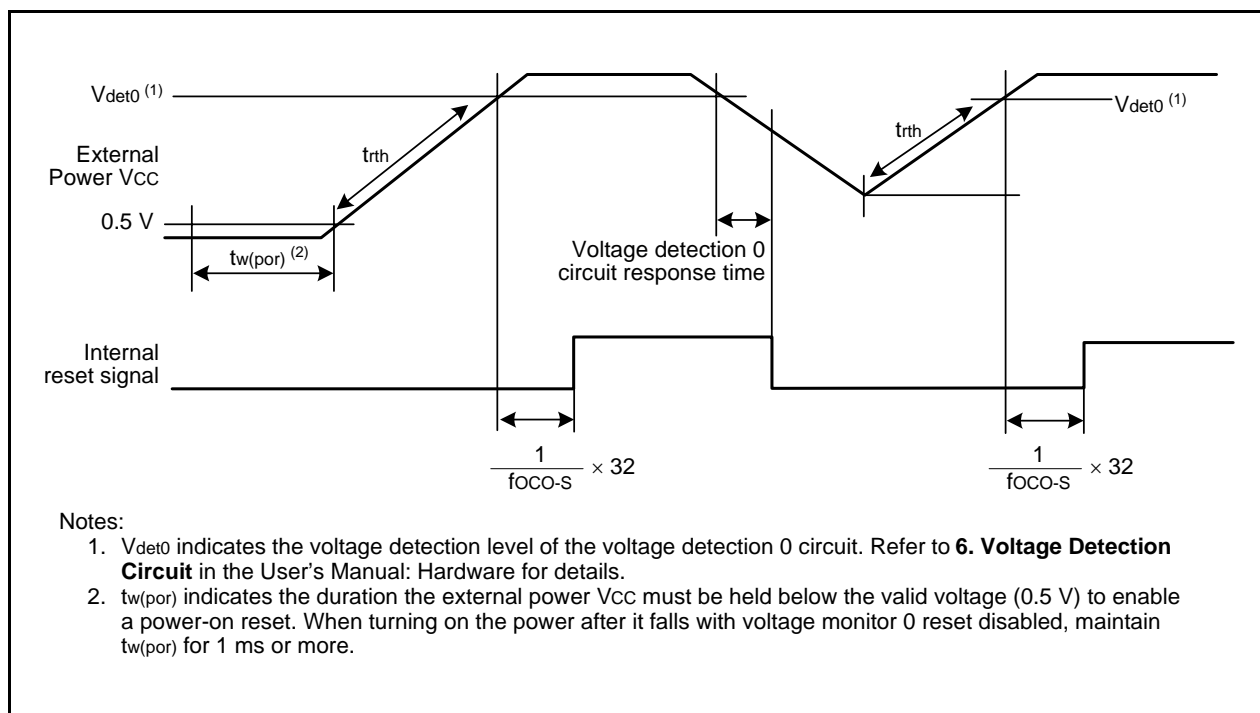 Vdet0 (1)
Vdet0 (1)
trth
trth
External
Power VCC
0.5 V
tw(por) (2)
Voltage detection 0
circuit response time
Internal
reset signal
1
fOCO-S
× 32
1
fOCO-S
× 32
Notes:
1. Vdet0 indicates the voltage detection level of the voltage detection 0 circuit. Refer to 6. Voltage Detection
Circuit in the User's Manual: Hardware for details.
2. tw(por) indicates the duration the external power VCC must be held below the valid voltage (0.5 V) to enable
a power-on reset. When turning on the power after it falls with voltage monitor 0 reset disabled, maintain
tw(por) for 1 ms or more.